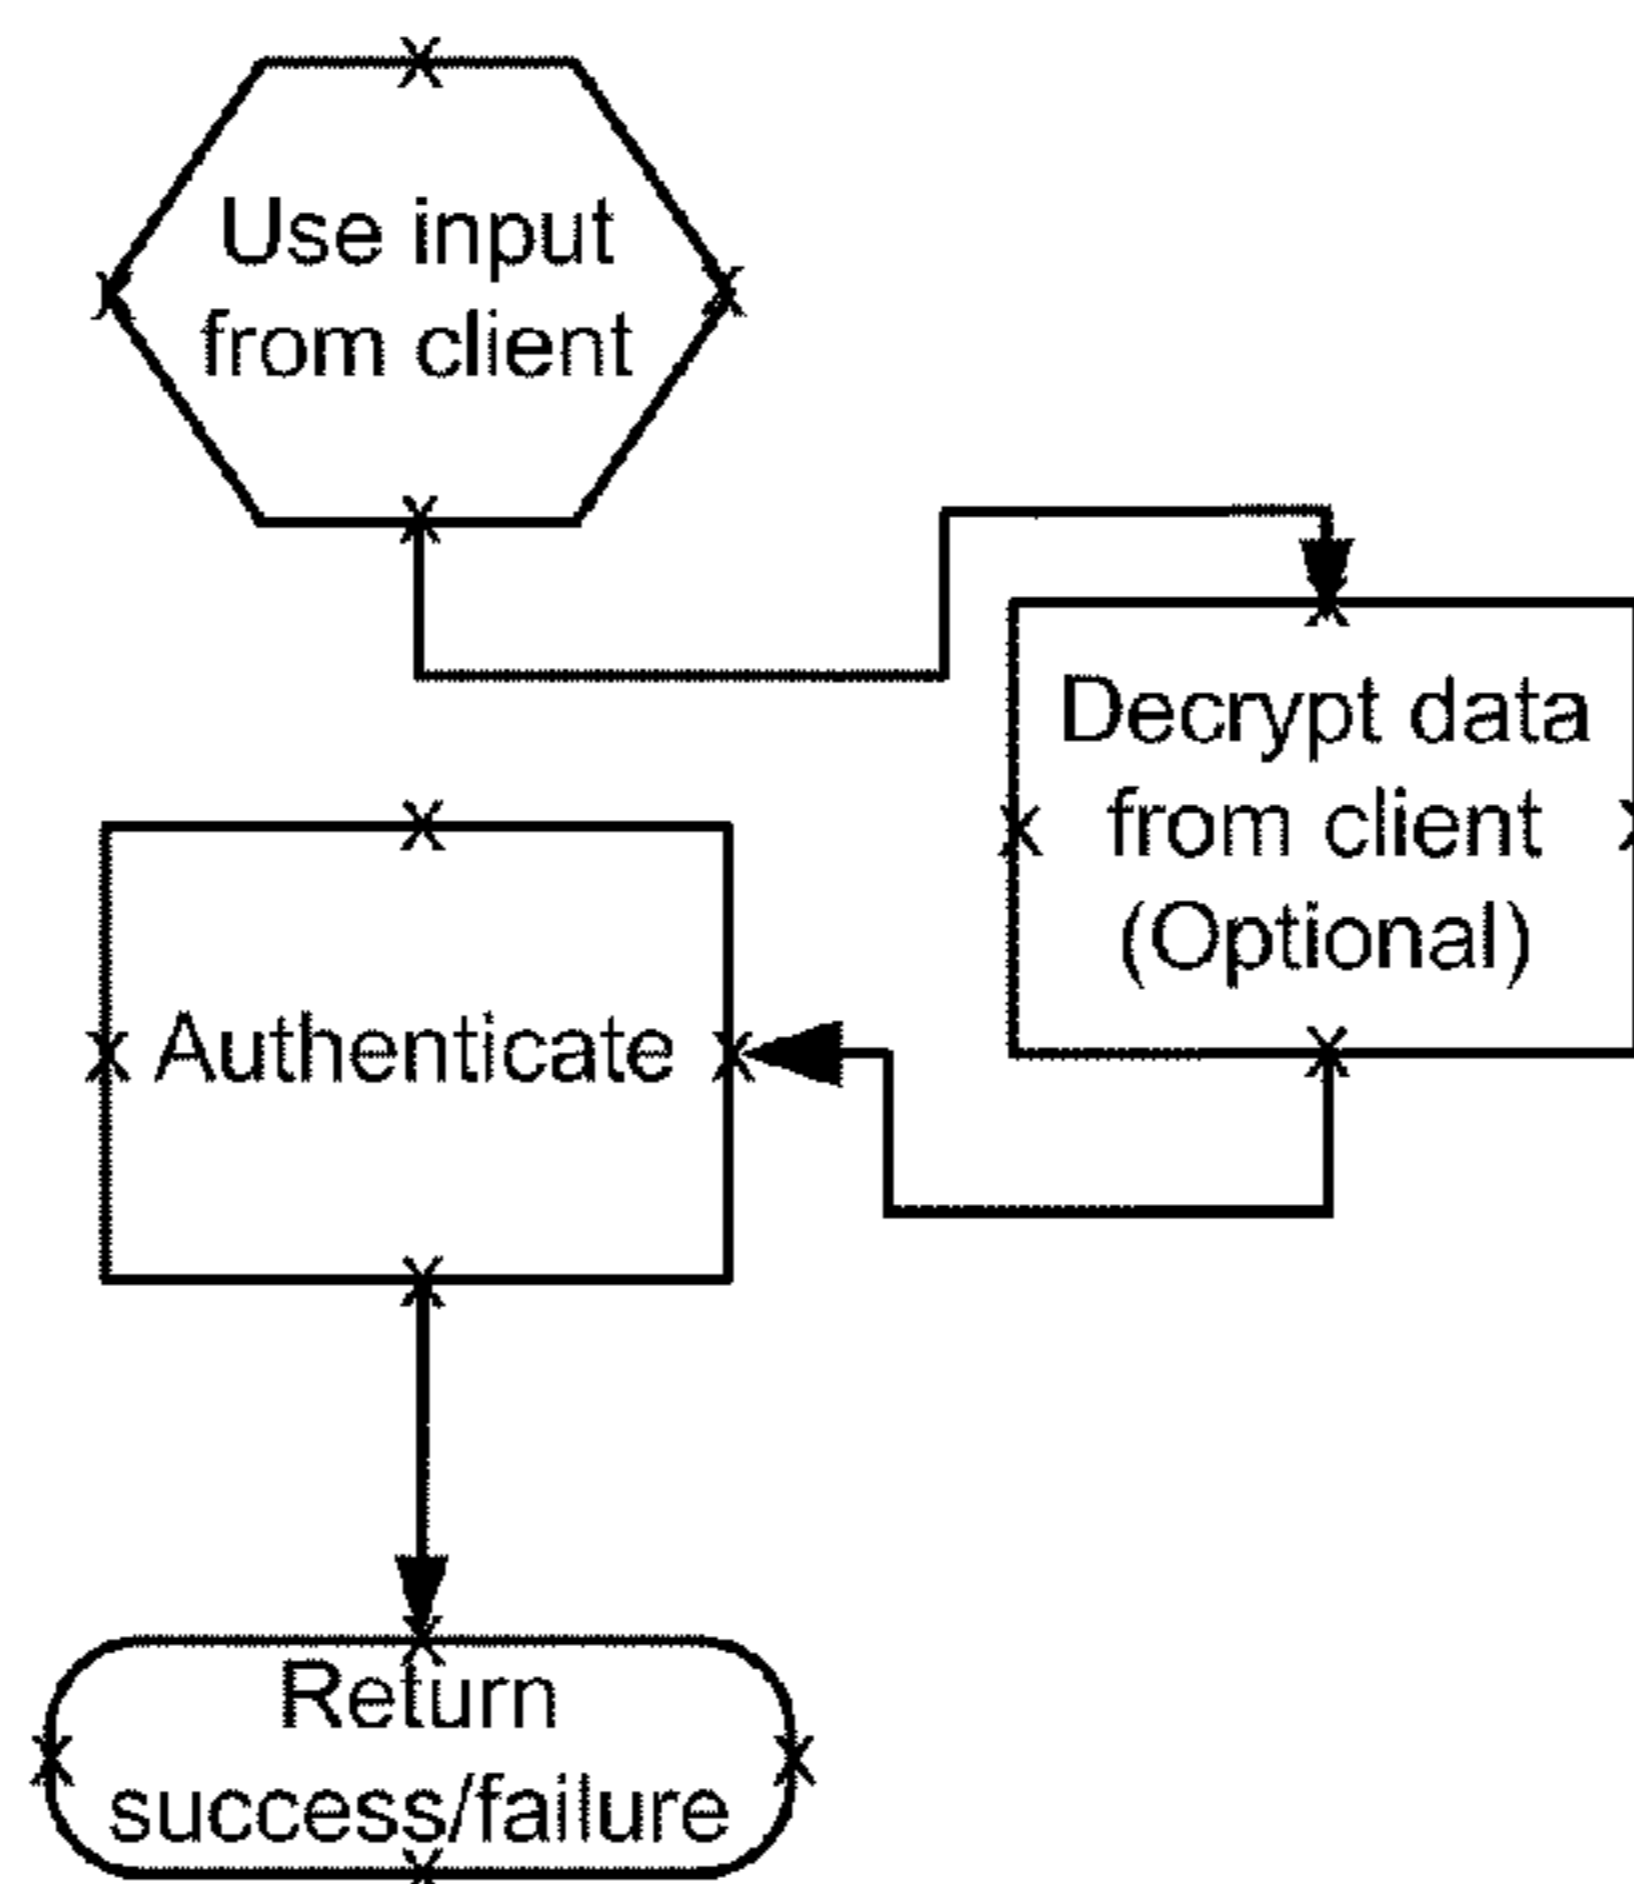 Use input
from client
Decrypt data
from client
(Optional)
Authenticate
Return
success/failure